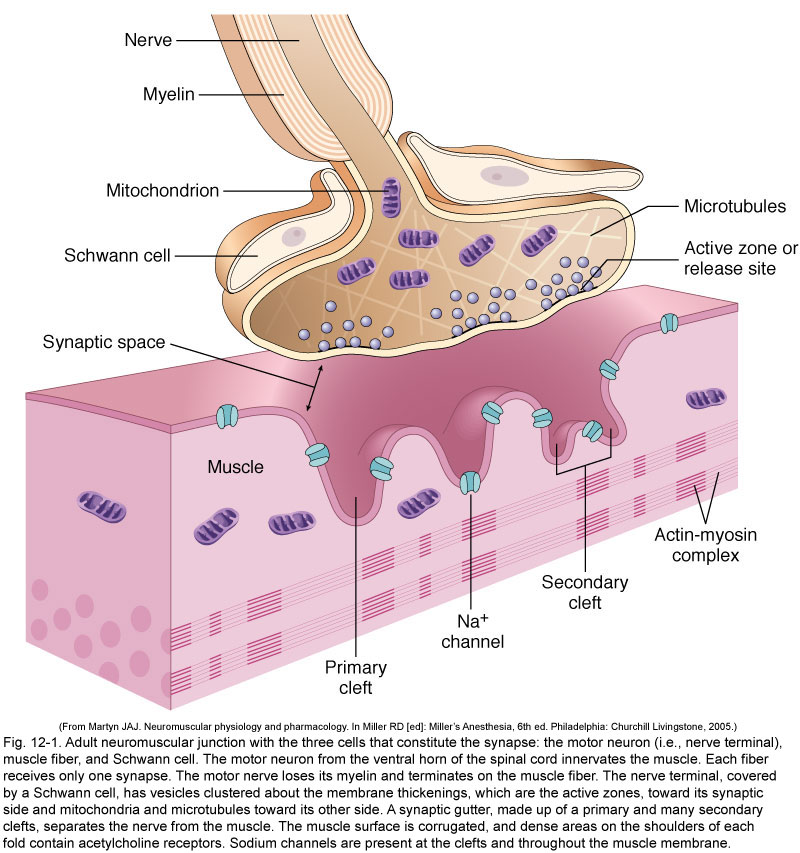 Nerve
Myelin
Mitochondrion
Microtubules
Schwann cell
Active zone or
release site
Synaptic space
Muscle
Actin-myosin
complex
Secondary
cleft
Na+
channel
Primary
cleft
(From Martyn JAJ. Neuromuscular physiology and pharmacology. In Miller RD [ed]: Miller's Anesthesia, 6th ed. Philadelphia: Churchill Livingstone, 2005.)
Fig. 12-1. Adult neuromuscular junction with the three cells that constitute the synapse: the motor neuron (i.e., nerve terminal),
muscle fiber, and Schwann cell. The motor neuron from the ventral horn of the spinal cord innervates the muscle. Each fiber
receives only one synapse. The motor nerve loses its myelin and terminates on the muscle fiber. The nerve terminal, covered
by a Schwann cell, has vesicles clustered about the membrane thickenings, which are the active zones, toward its synaptic
side and mitochondria and microtubules toward its other side. A synaptic gutter, made up of a primary and many secondary
clefts, separates the nerve from the muscle. The muscle surface is corrugated, and dense areas on the shoulders of each
fold contain acetylcholine receptors. Sodium channels are present at the clefts and throughout the muscle membrane.